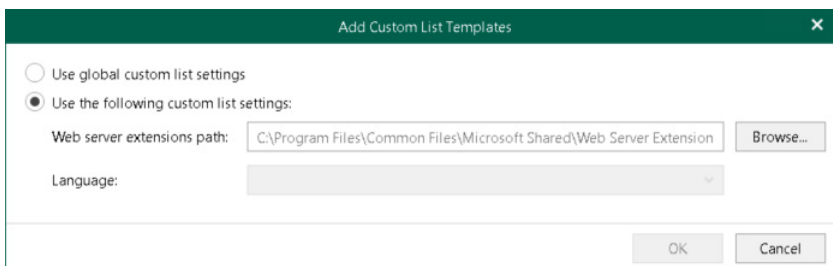 Add Custom List Templates
Use global custom list settings
Use the following custom list settings:
Web server extensions path: C:\Program Files\Common Files\Microsoft Shared\Web Server Extension Browse...
Language:
OK Cancel